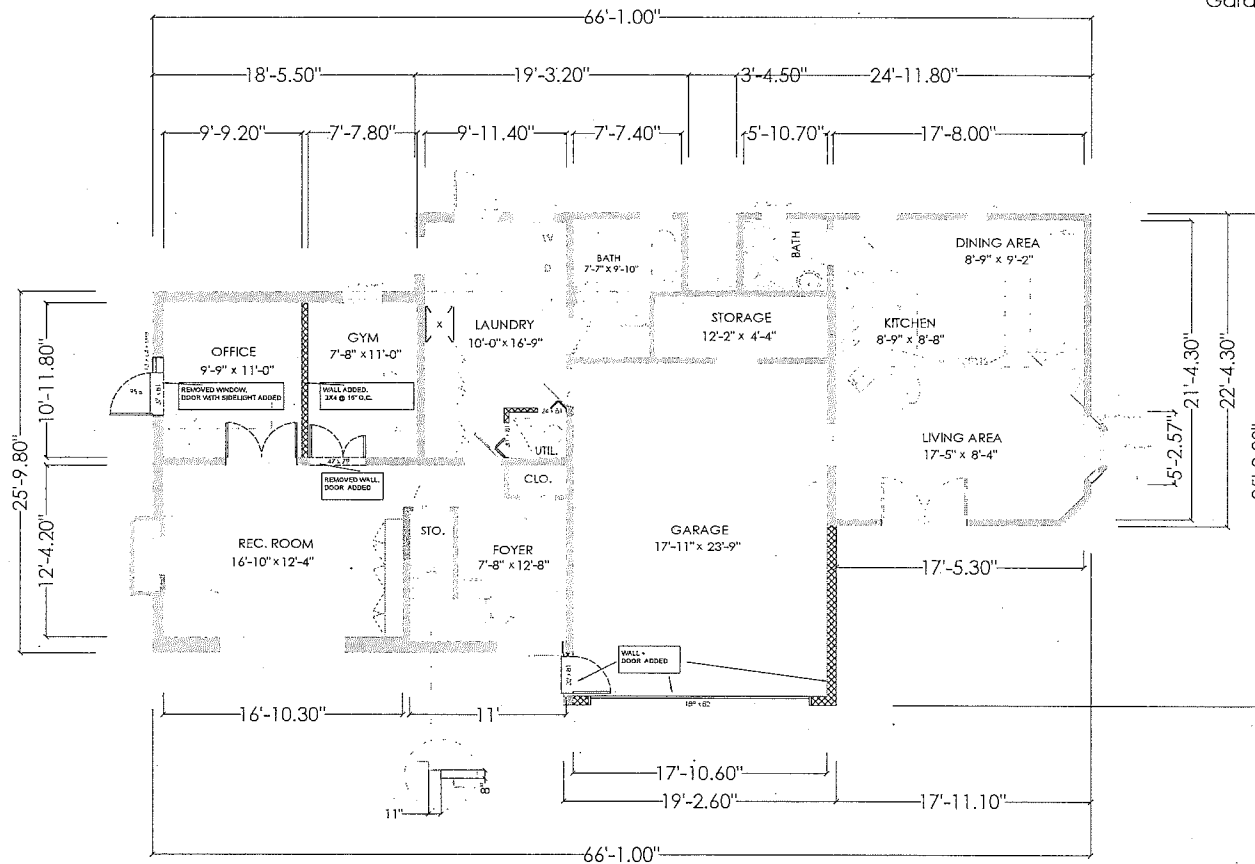 Gara
66'-1.00"
18'-5.50"
19'-3.20"
3'-4.50"
24'-11.80"
9'-9.20"
7'-7.80"
9'-11.40"
7'-7.40"
5'-10.70"
17'-8.00"
DINING AREA
8'-9" x 9'-2"
BATH
BATH
7'-7" x 9'-10"
W
D
STORAGE
12'-2" x 4'-4"
KITCHEN
8'-9" x 8'-8"
LAUNDRY
10'-0" x 16'-9"
X
GYM
7'-8" x 11'-0"
OFFICE
9'-9" x 11'-0"
REMOVED WINDOW,
DOOR WITH SIDELIGHT ADDED
WALL ADDED,
2X4 @ 16" O.C.
10'-11.80"
25'-9.80"
12'-4.20"
21'-4.30"
22'-4.30"
5'-2.57"
LIVING AREA
17'-5" x 8'-4"
UTIL.
CLO.
REMOVED WALL,
DOOR ADDED
STO.
REC. ROOM
16'-10" x 12'-4"
FOYER
7'-8" x 12'-8"
GARAGE
17'-11" x 23'-9"
17'-5.30"
WALL +
DOOR ADDED
16'-10.30"
11'
17'-10.60"
19'-2.60"
17'-11.10"
11"
8"
66'-1.00"